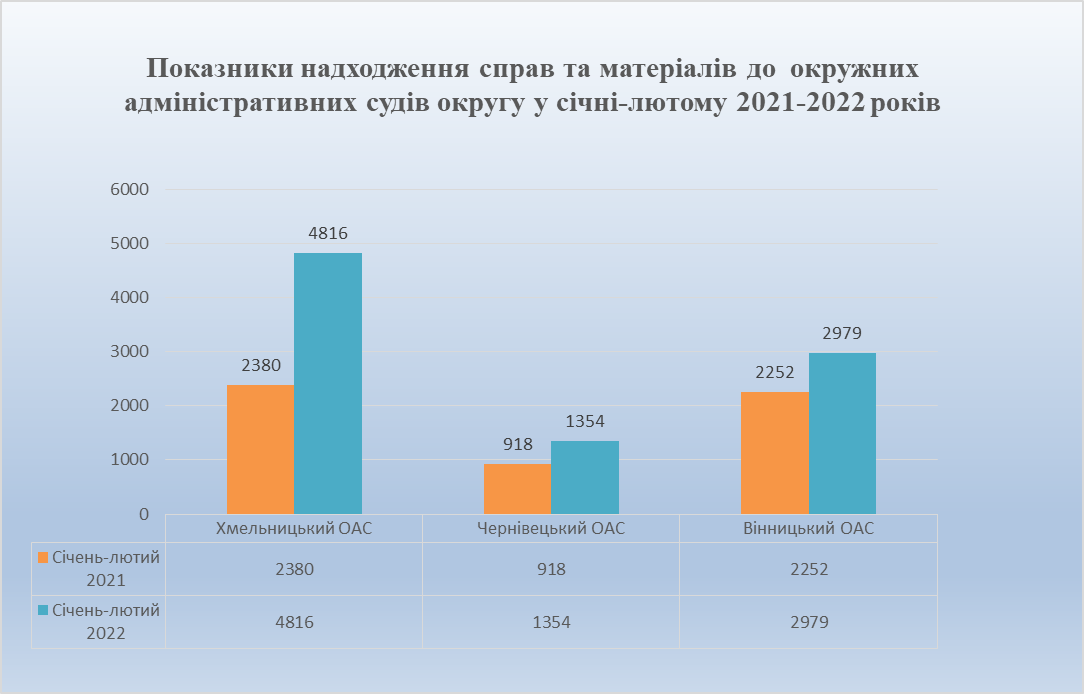 Показники надходження справ та матеріалів до окружних
адміністративних судів округу у січні-лютому 2021-2022 років
6000
5000
4000
3000
2000
1000
0
2380
4816
918
1354
2252
2979
Хмельницький ОАС Чернівецький ОАС Вінницький ОАС
Січень-лютий
2021
2380 918 2252
Січень-лютий
2022
4816 1354 2979